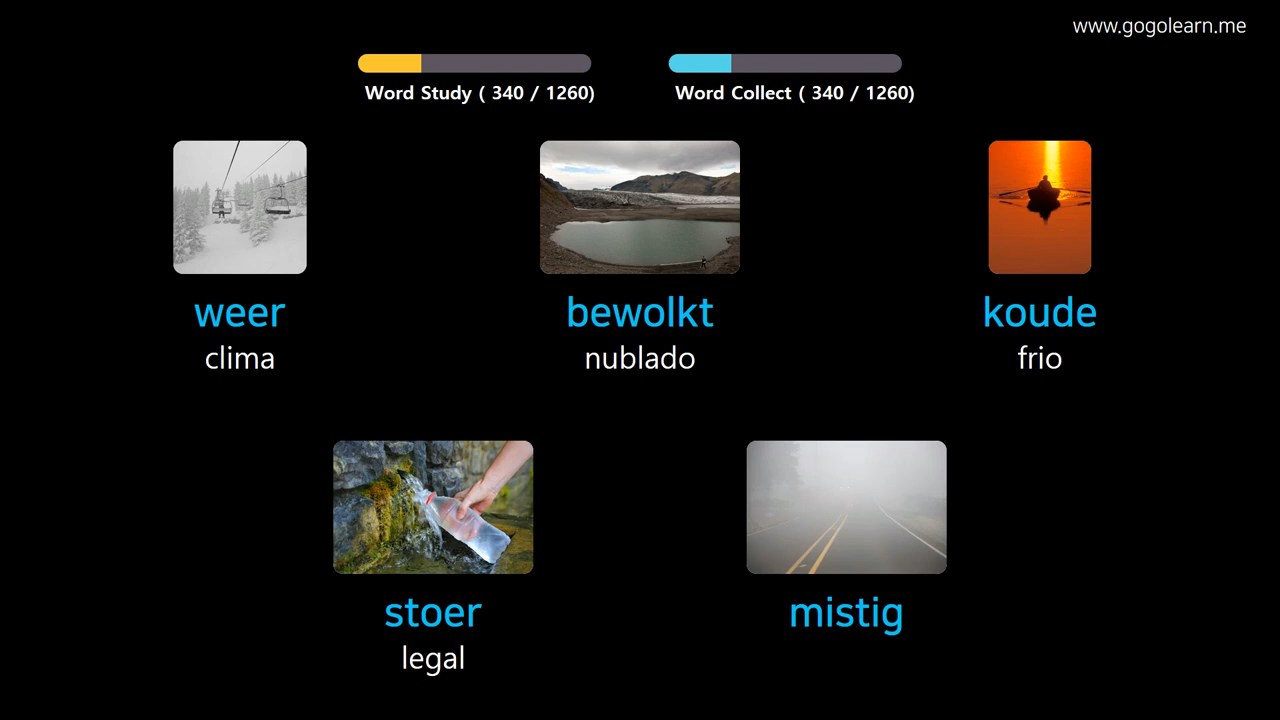 www.gogolearn.me
Word Study ( 340 / 1260)
Word Collect ( 340 / 1260)
weer
clima
bewolkt
nublado
koude
frio
stoer
legal
mistig